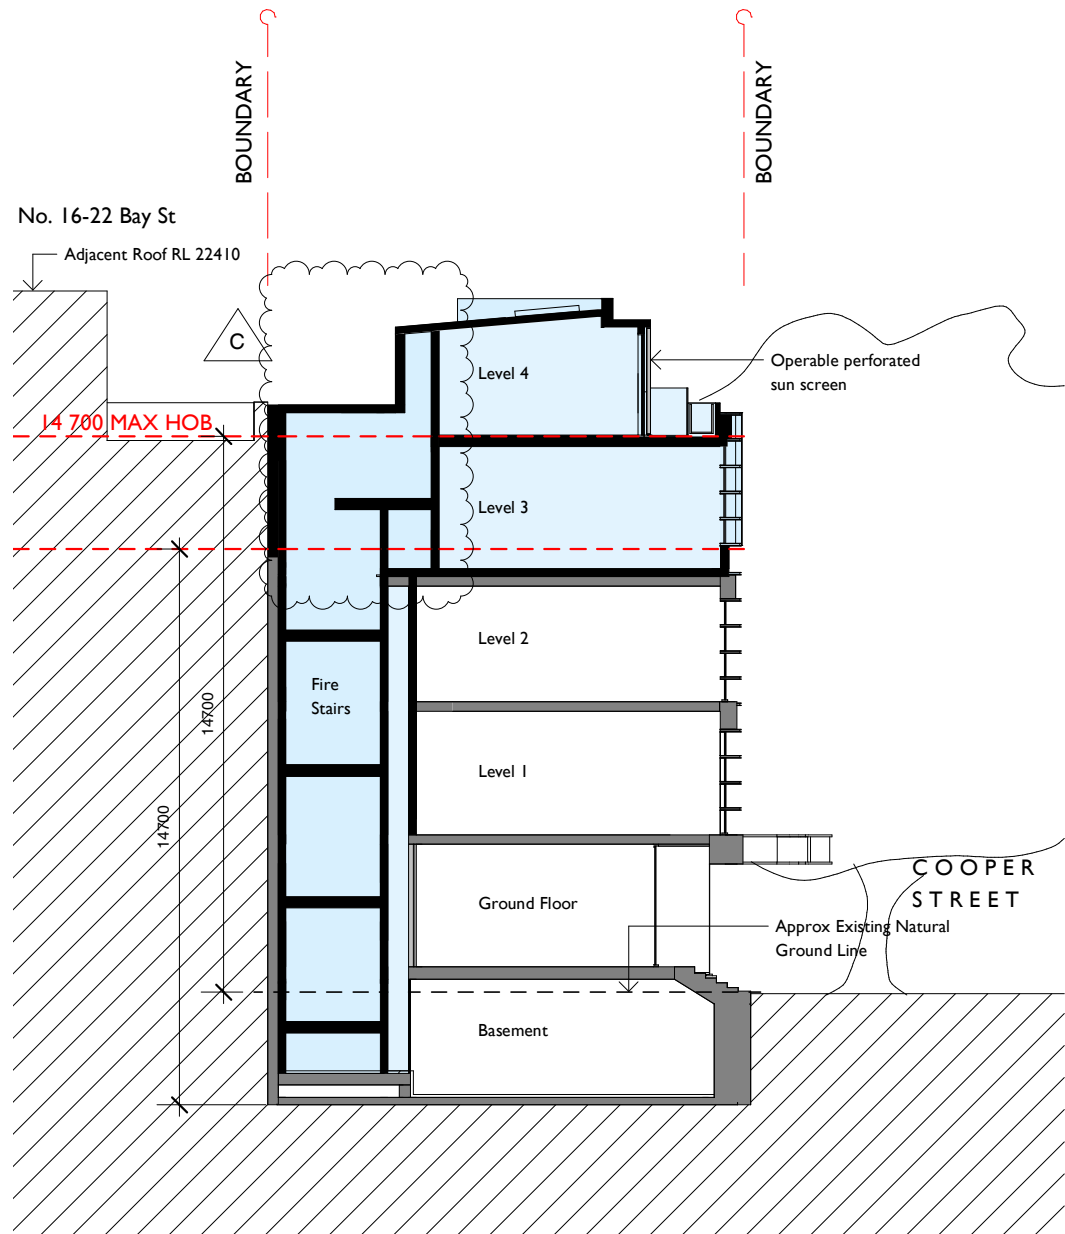 BOUNDARY
BOUNDARY
No. 16-22 Bay St
Adjacent Roof RL 22410
C
Level 4
Operable perforated
sun screen
14 700 MAX HOB
Level 3
Level 2
Fire
Stairs
14700
Level 1
14700
COOPER
STREET
Ground Floor
Approx Existing Natural
Ground Line
Basement